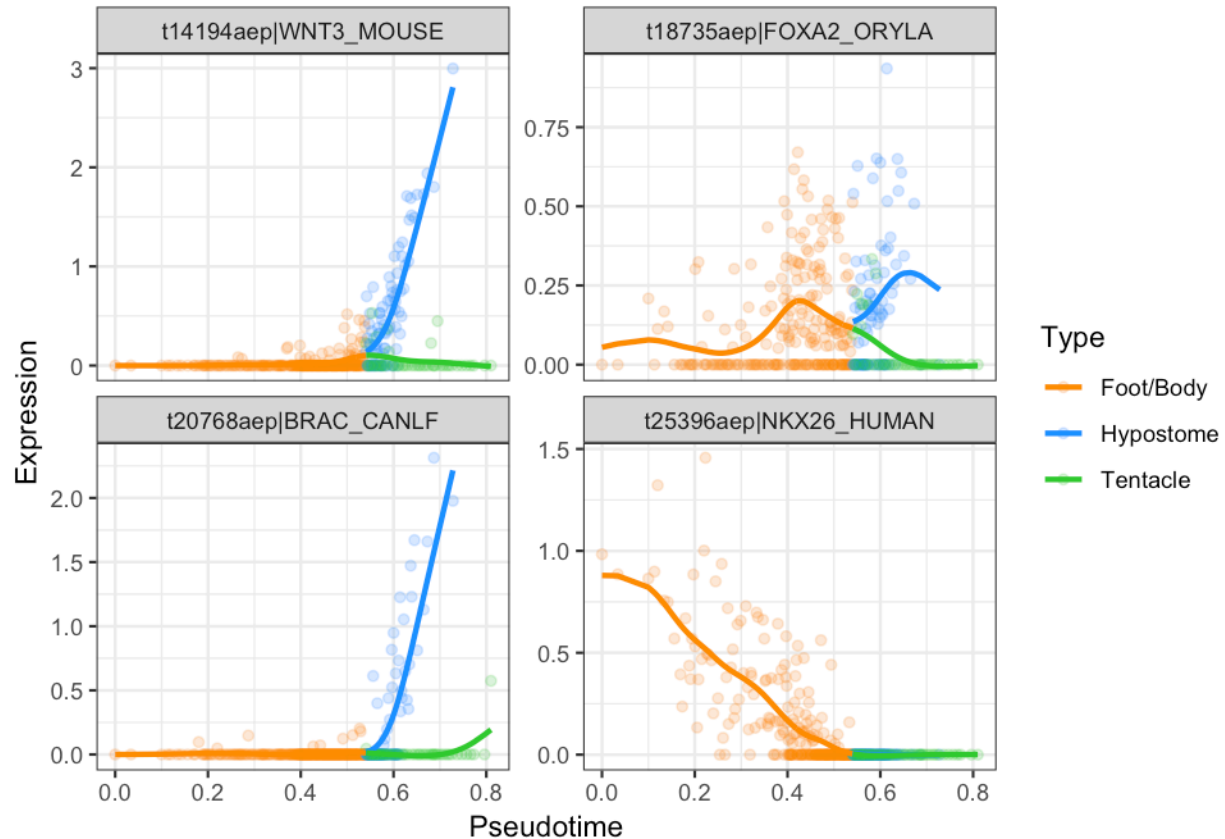 t14194aep|WNT3_MOUSE
t18735aep|FOXA2_ORYLA
3
2
1
0
0.75
0.50
0.25
0.00
t20768aep|BRAC_CANLF
t25396aep|NKX26_HUMAN
2.0
1.5
1.0
0.5
0.0
1.5
1.0
0.5
0.0
0.0 0.2 0.4 0.6 0.8
0.0 0.2 0.4 0.6 0.8
Expression
Pseudotime
Type
Foot/Body
Hypostome
Tentacle